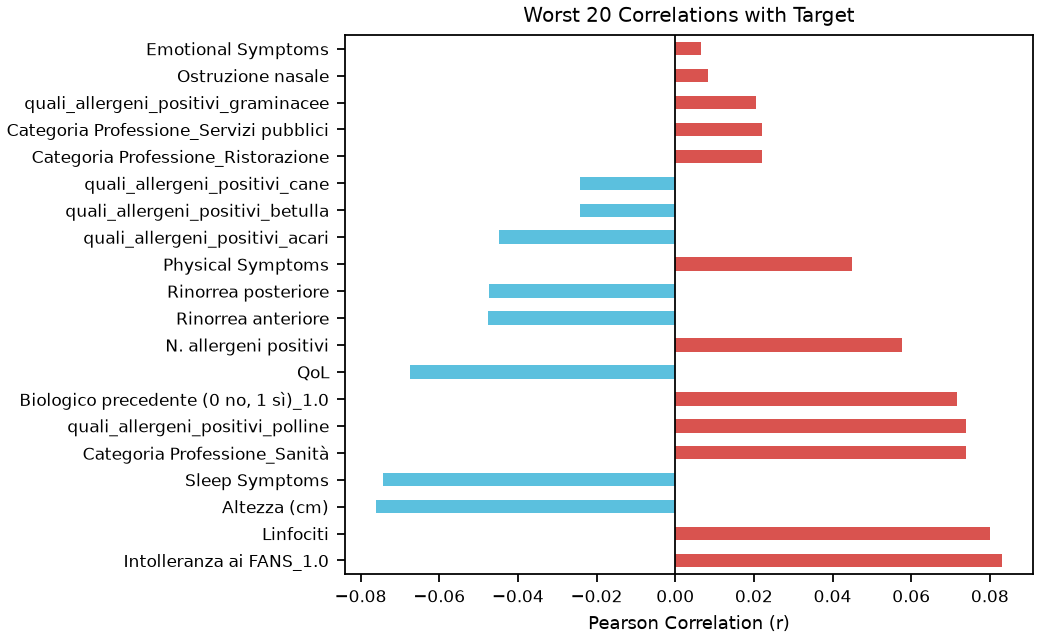 Worst 20 Correlations with Target
Emotional Symptoms
Ostruzione nasale
quali_allergeni_positivi_graminacee
Categoria Professione_Servizi pubblici
Categoria Professione_Ristorazione
quali_allergeni_positivi_cane
quali_allergeni_positivi_betulla
quali_allergeni_positivi_acari
Physical Symptoms
Rinorrea posteriore
Rinorrea anteriore
N. allergeni positivi
QoL
Biologico precedente (0 no, 1 sì)_1.0
quali_allergeni_positivi_polline
Categoria Professione_Sanità
Sleep Symptoms
Altezza (cm)
Linfociti
Intolleranza ai FANS_1.0
−0.08 −0.06 −0.04 −0.02 0.00 0.02 0.04 0.06 0.08
Pearson Correlation (r)